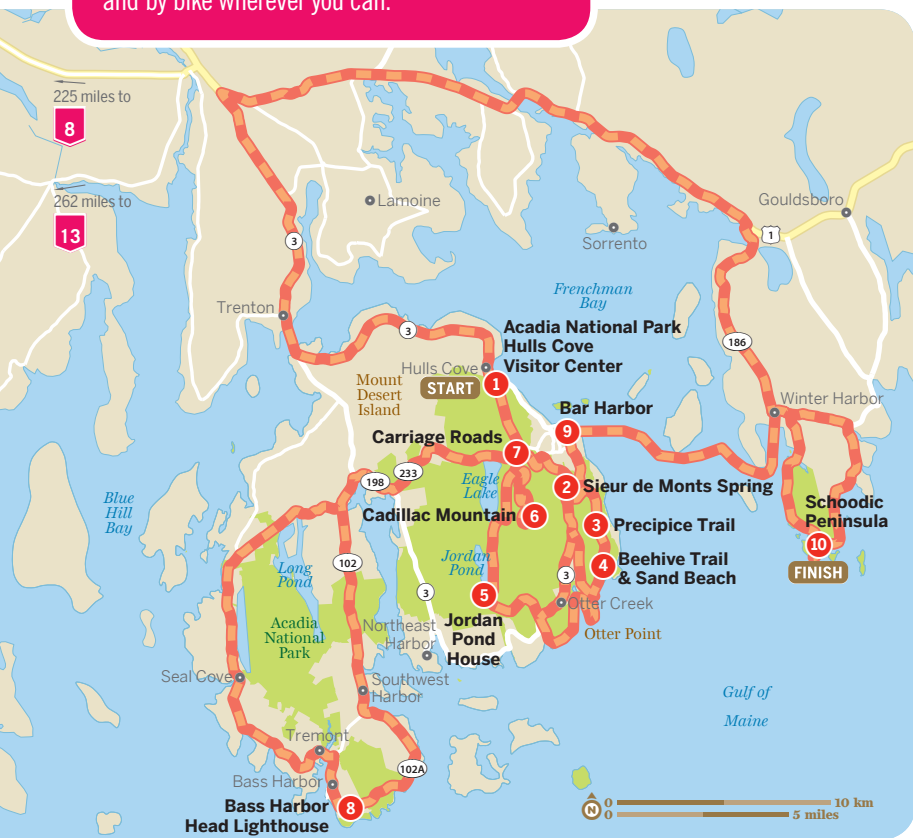 and by bike wherever you can.
225 miles to
8
262 miles to
13
Lamoine
Gouldsboro
1
Sorrento
3
Frenchman
Bay
Trenton
3
Acadia National Park
Hulls Cove
Visitor Center
186
Hulls Cove
START
1
Mount
Desert
Island
Bar Harbor
9
Winter Harbor
Carriage Roads
7
233
198
Eagle
Lake
2
Sieur de Monts Spring
Blue
Hill
Bay
Cadillac Mountain
6
3
Precipice Trail
Schoodic
Peninsula
10
FINISH
Long
Pond
102
Jordan
Pond
4
Beehive Trail
& Sand Beach
3
3
5
Otter Creek
Jordan
Pond
House
Otter Point
Acadia
National
Park
Northeast
Harbor
Seal Cove
Southwest
Harbor
Gulf of
Maine
Tremont
102A
Bass Harbor
8
Bass Harbor
Head Lighthouse
N
0 10 km
0 5 miles